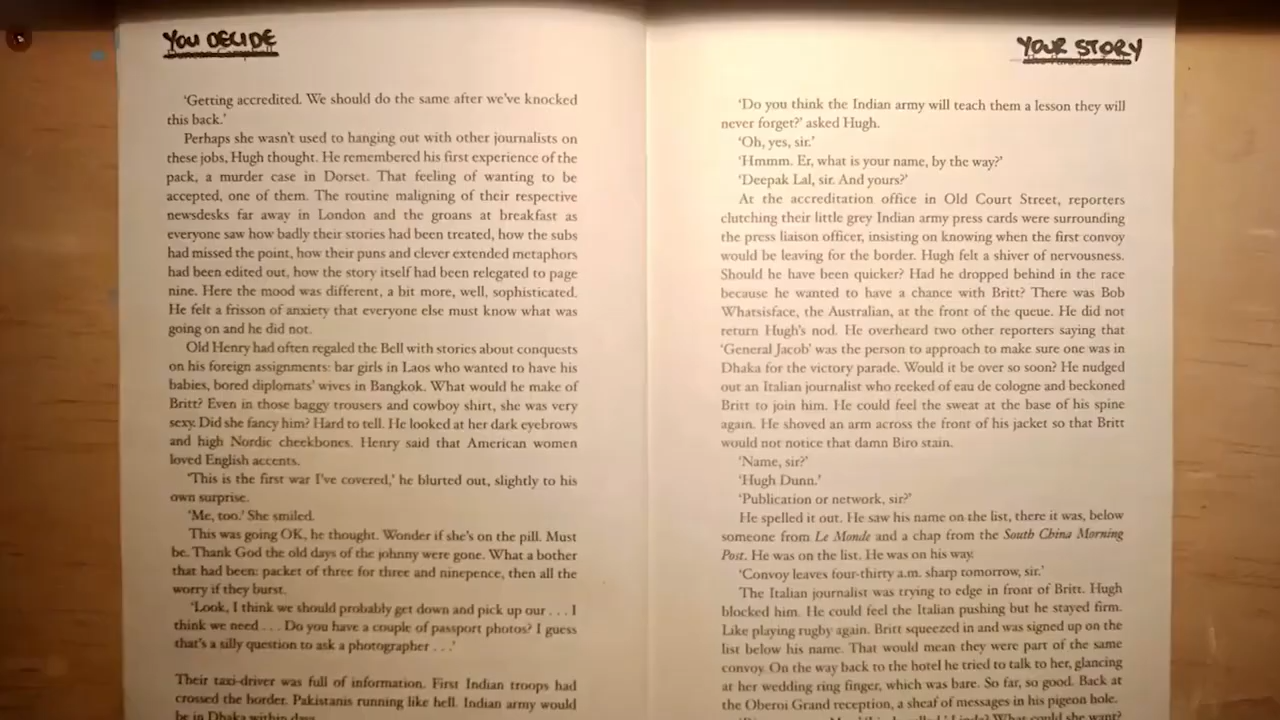 YOU DECIDE
'Getting accredited. We should do the same after we've knocked
this back.'
Perhaps she wasn't used to hanging out with other journalists on
these jobs, Hugh thought. He remembered his first experience of the
pack, a murder case in Dorset. That feeling of wanting to be
accepted, one of them. The routine maligning of their respective
newsdesks far away in London and the groans at breakfast as
everyone saw how badly their stories had been treated, how the subs
had missed the point, how their puns and clever extended metaphors
had been edited out, how the story itself had been relegated to page
nine. Here the mood was different, a bit more, well, sophisticated.
He felt a frisson of anxiety that everyone else must know what was
going on and he did not.
Old Henry had often regaled the Bell with stories about conquests
on his foreign assignments: bar girls in Laos who wanted to have his
babies, bored diplomats' wives in Bangkok. What would he make of
Britt? Even in those baggy trousers and cowboy shirt, she was very
sexy. Did she fancy him? Hard to tell. He looked at her dark eyebrows
and high Nordic cheekbones. Henry said that American women
loved English accents.
'This is the first war I've covered,' he blurted out, slightly to his
own surprise.
'Me, too.' She smiled.
This was going OK, he thought. Wonder if she's on the pill. Must
be. Thank God the old days of the johnny were gone. What a bother
that had been: packet of three for three and ninepence, then all the
worry if they burst.
'Look, I think we should probably get down and pick up our . . . I
think we need . . . Do you have a couple of passport photos? I guess
that's a silly question to ask a photographer . . .'
Their taxi-driver was full of information. First Indian troops had
crossed the border. Pakistanis running like hell. Indian army would
be in Dhaka within days.
YOUR STORY
'Do you think the Indian army will teach them a lesson they will
never forget?' asked Hugh.
'Oh, yes, sir.'
'Hmmm. Er, what is your name, by the way?'
'Deepak Lal, sir. And yours?'
At the accreditation office in Old Court Street, reporters
clutching their little grey Indian army press cards were surrounding
the press liaison officer, insisting on knowing when the first convoy
would be leaving for the border. Hugh felt a shiver of nervousness.
Should he have been quicker? Had he dropped behind in the race
because he wanted to have a chance with Britt? There was Bob
Whatsisface, the Australian, at the front of the queue. He did not
return Hugh's nod. He overheard two other reporters saying that
'General Jacob' was the person to approach to make sure one was in
Dhaka for the victory parade. Would it be over so soon? He nudged
out an Italian journalist who reeked of eau de cologne and beckoned
Britt to join him. He could feel the sweat at the base of his spine
again. He shoved an arm across the front of his jacket so that Britt
would not notice that damn Biro stain.
'Name, sir?'
'Hugh Dunn.'
'Publication or network, sir?'
He spelled it out. He saw his name on the list, there it was, below
someone from Le Monde and a chap from the South China Morning
Post. He was on the list. He was on his way.
'Convoy leaves four-thirty a.m. sharp tomorrow, sir.'
The Italian journalist was trying to edge in front of Britt. Hugh
blocked him. He could feel the Italian pushing but he stayed firm.
Like playing rugby again. Britt squeezed in and was signed up on the
list below his name. That would mean they were part of the same
convoy. On the way back to the hotel he tried to talk to her, glancing
at her wedding ring finger, which was bare. So far, so good. Back at
the Oberoi Grand reception, a sheaf of messages in his pigeon hole.